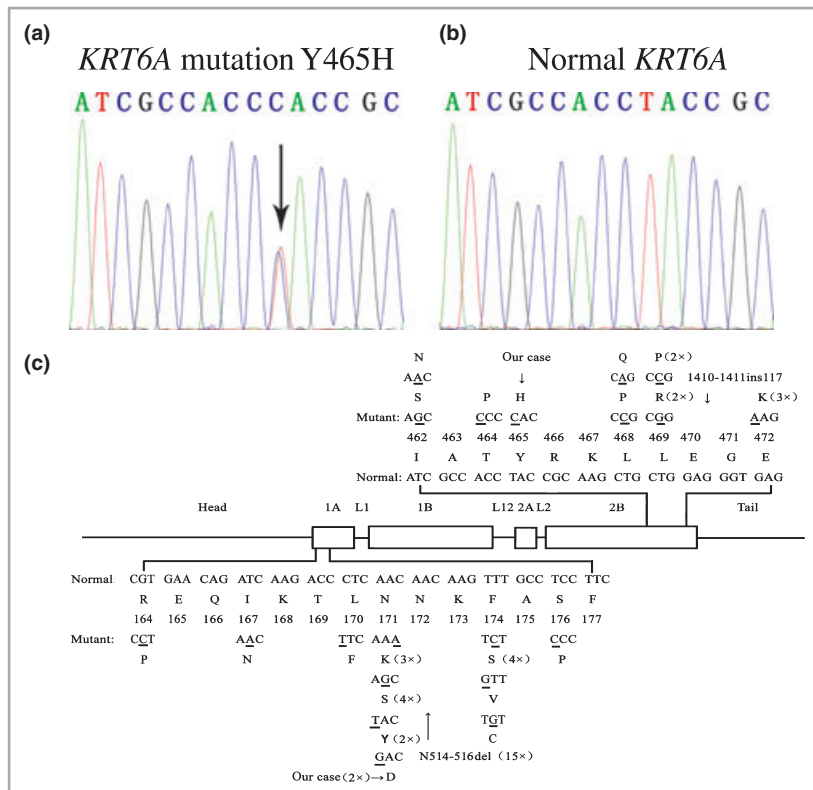 (a)
KRT6A mutation Y465H
ATCGCCACCCACCGC
(b)
Normal KRT6A
ATCGCCACCTACCGC
(c)
N Our case Q P(2×)
AAC ↓ CAG CCG 1410-1411ins117
S P H P R(2×) ↓ K(3×)
Mutant: AGC CCC CAC CCG CGG AAG
462 463 464 465 466 467 468 469 470 471 472
I A T Y R K L L E G E
Normal: ATC GCC ACC TAC CGC AAG CTG CTG GAG GGT GAG
Head 1A L1 1B L12 2A L2 2B Tail
Normal: CGT GAA CAG ATC AAG ACC CTC AAC AAC AAG TTT GCC TCC TTC
R E Q I K T L N N K F A S F
164 165 166 167 168 169 170 171 172 173 174 175 176 177
Mutant: CCT AAC TTC AAA TCT CCC
P N F K(3×) S(4×) P
AGC GTT
S(4×) V
TAC ↑ TGT
Y(2×) C
GAC N514-516del (15×)
Our case(2×)→D